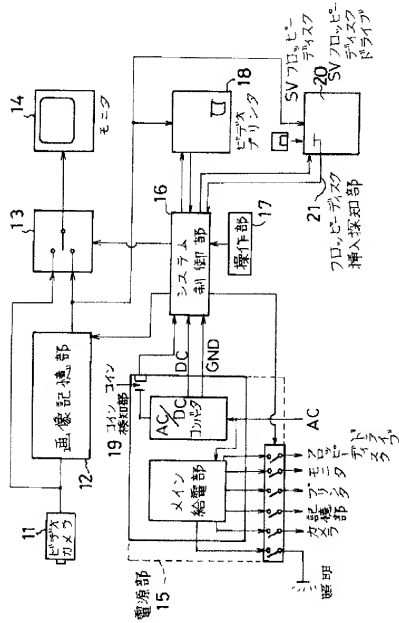 11
ビデオ
カメラ
12
画像記憶部
13
14
モニタ
電源部
15
メイン
給電部
AC/
DC
コンバータ
19
コイン
検知部
コイン
DC
GND
AC
16
システム
制御部
操作部
17
18
ビデオ
プリンタ
SVフロッピー
ディスク
20
SVフロッピー
ディスク
ドライブ
21
フロッピーディスク
挿入探知部
照明
カメラ
記憶部
プリンタ
モニタ
フロッピー
ディスク
ドライブ